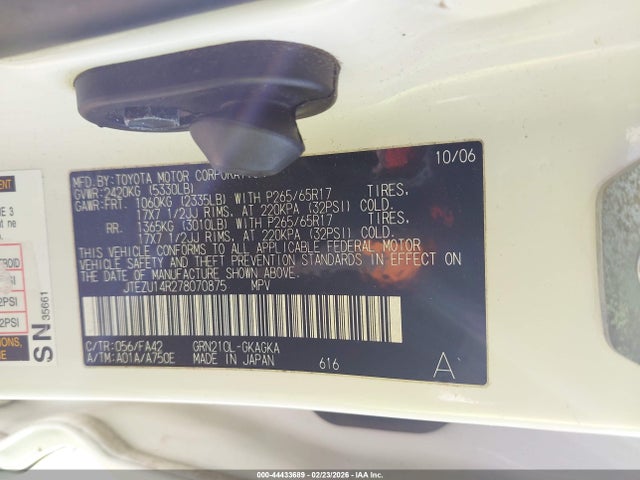 MFD. BY: TOYOTA MOTOR 10/06
GVWR: 2420KG (5330LB)
GAWR: FRT. 1060KG (2335LB) WITH P265/65R17 TIRES,
17X7 1/2JJ RIMS, AT 220KPA (32PSI) COLD.
RR. 1365KG (3010LB) WITH P265/65R17 TIRES,
17X7 1/2JJ RIMS, AT 220KPA (32PSI) COLD.
THIS VEHICLE CONFORMS TO ALL APPLICABLE FEDERAL MOTOR
VEHICLE SAFETY AND THEFT PREVENTION STANDARDS IN EFFECT ON
THE DATE OF MANUFACTURE SHOWN ABOVE.
JTEZU14R278070875 MPV
C/TR: 056/FA42 GRN210L-GKAGKA
A/TM: A01A/A750E MADE IN JAPAN 616 A
SN 35661
000-44433689 - 02/23/2026 - IAAI.com